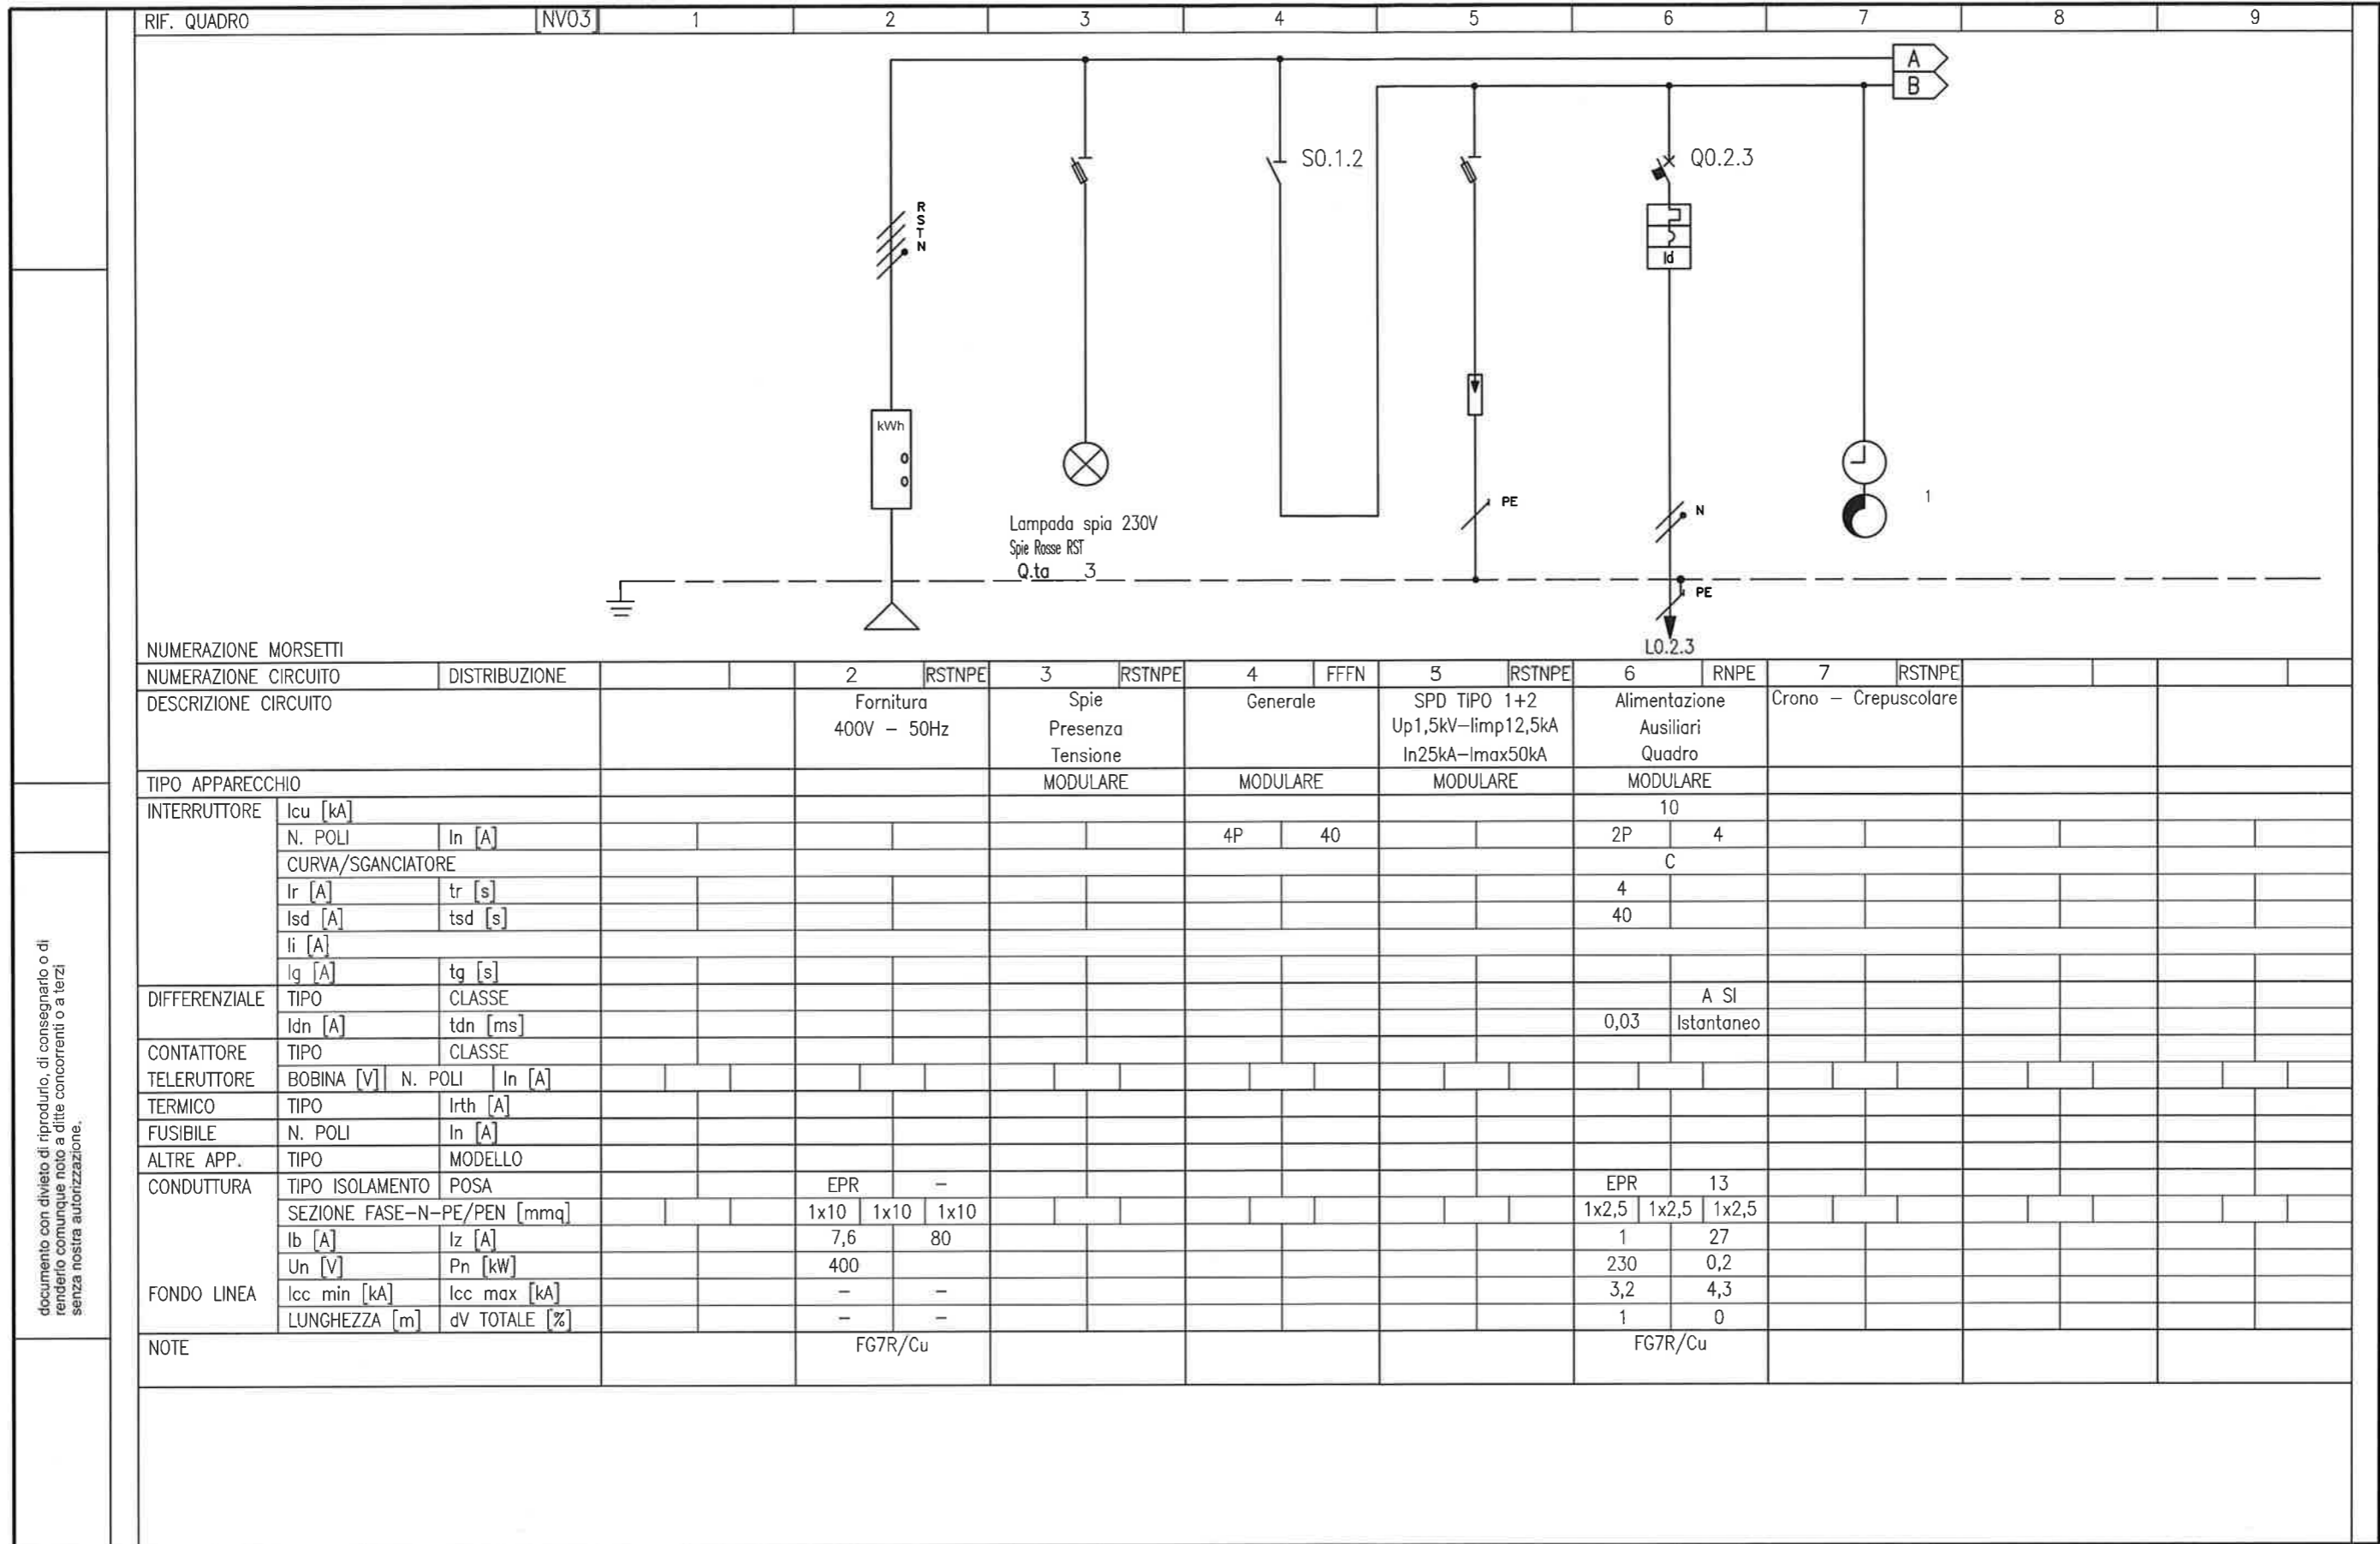 RIF. QUADRO [NV03] 1 2 3 4 5 6 7 8 9
A
B
S0.1.2
Q0.2.3
R
S
T
N
Id
kWh
PE
N
1
Lampada spia 230V
Spie Rosse RST
Q.ta 3
PE
L0.2.3
NUMERAZIONE MORSETTI
NUMERAZIONE CIRCUITO DISTRIBUZIONE 2 RSTNPE 3 RSTNPE 4 FFFN 5 RSTNPE 6 RNPE 7 RSTNPE
DESCRIZIONE CIRCUITO Fornitura Spie Generale SPD TIPO 1+2 Alimentazione Crono - Crepuscolare
400V - 50Hz Presenza Up1,5kV-Iimp12,5kA Ausiliari
Tensione In25kA-Imax50kA Quadro
TIPO APPARECCHIO MODULARE MODULARE MODULARE MODULARE
INTERRUTTORE Icu [kA] 10
N. POLI In [A] 4P 40 2P 4
CURVA/SGANCIATORE C
Ir [A] tr [s] 4
Isd [A] tsd [s] 40
Ii [A]
Ig [A] tg [s]
DIFFERENZIALE TIPO CLASSE A SI
Idn [A] tdn [ms] 0,03 Istantaneo
CONTATTORE TIPO CLASSE
TELERUTTORE BOBINA [V] N. POLI In [A]
TERMICO TIPO Irth [A]
FUSIBILE N. POLI In [A]
ALTRE APP. TIPO MODELLO
CONDUTTURA TIPO ISOLAMENTO POSA EPR - EPR 13
SEZIONE FASE-N-PE/PEN [mmq] 1x10 1x10 1x10 1x2,5 1x2,5 1x2,5
Ib [A] Iz [A] 7,6 80 1 27
Un [V] Pn [kW] 400 230 0,2
FONDO LINEA Icc min [kA] Icc max [kA] - - 3,2 4,3
LUNGHEZZA [m] dV TOTALE [%] - - 1 0
NOTE FG7R/Cu FG7R/Cu
documento con divieto di riprodurlo, di consegnarlo o di
renderlo comunque noto a ditte concorrenti o a terzi
senza nostra autorizzazione.